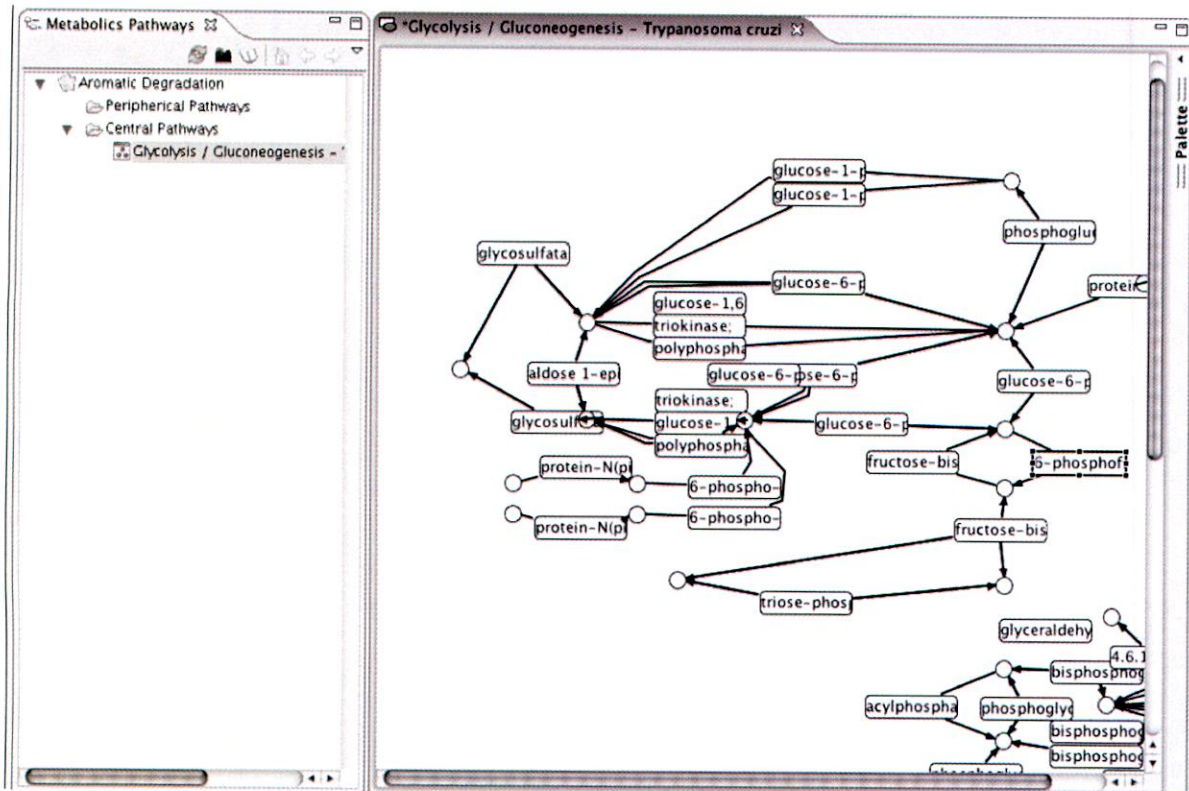 Metabolics Pathways
*Glycolysis / Gluconeogenesis - Trypanosoma cruzi
Aromatic Degradation
Peripherical Pathways
Central Pathways
Glycolysis / Gluconeogenesis -
Palette
glucose-1-p
glucose-1-p
phosphoglu
glycosulfata
glucose-6-p
protein
glucose-1,6
triokinase;
polyphospha
aldose 1-epi
glucose-6-p
ose-6-p
glucose-6-p
triokinase;
glycosulf
glucose-1
glucose-6-p
polyphospha
fructose-bis
6-phosphof
protein-N(p
6-phospho-
6-phospho-
protein-N(p
fructose-bis
triose-phosp
glyceraldehy
4.6.1
bisphosphog
acylphospha
phosphoglyc
bisphosphog
bisphosphog
phosphogly